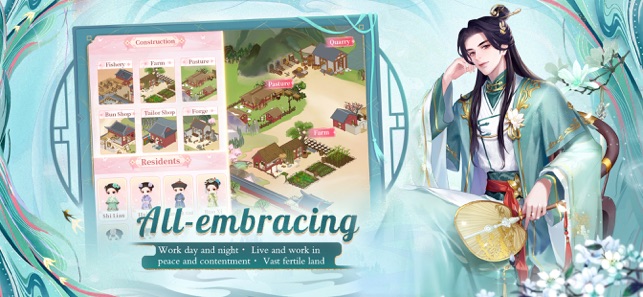 Construction
Fishery
Farm
Pasture
Bun Shop
Tailor Shop
Forge
Residents
Shi Lian
Quarry
Pasture
Farm
All-embracing
Work day and night · Live and work in
peace and contentment · Vast fertile land